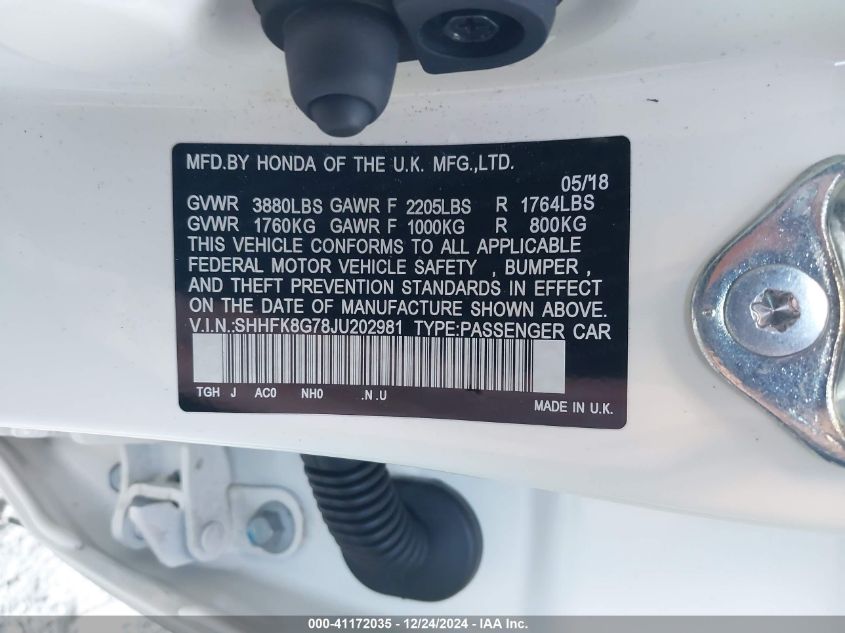 MFD.BY HONDA OF THE U.K. MFG.,LTD.
05/18
GVWR 3880LBS GAWR F 2205LBS R 1764LBS
GVWR 1760KG GAWR F 1000KG R 800KG
THIS VEHICLE CONFORMS TO ALL APPLICABLE
FEDERAL MOTOR VEHICLE SAFETY , BUMPER ,
AND THEFT PREVENTION STANDARDS IN EFFECT
ON THE DATE OF MANUFACTURE SHOWN ABOVE.
V.I.N.:SHHFK8G78JU202981 TYPE:PASSENGER CAR
TGH J AC0 NH0 .N.U
MADE IN U.K.
000-41172035 - 12/24/2024 - IAA Inc.